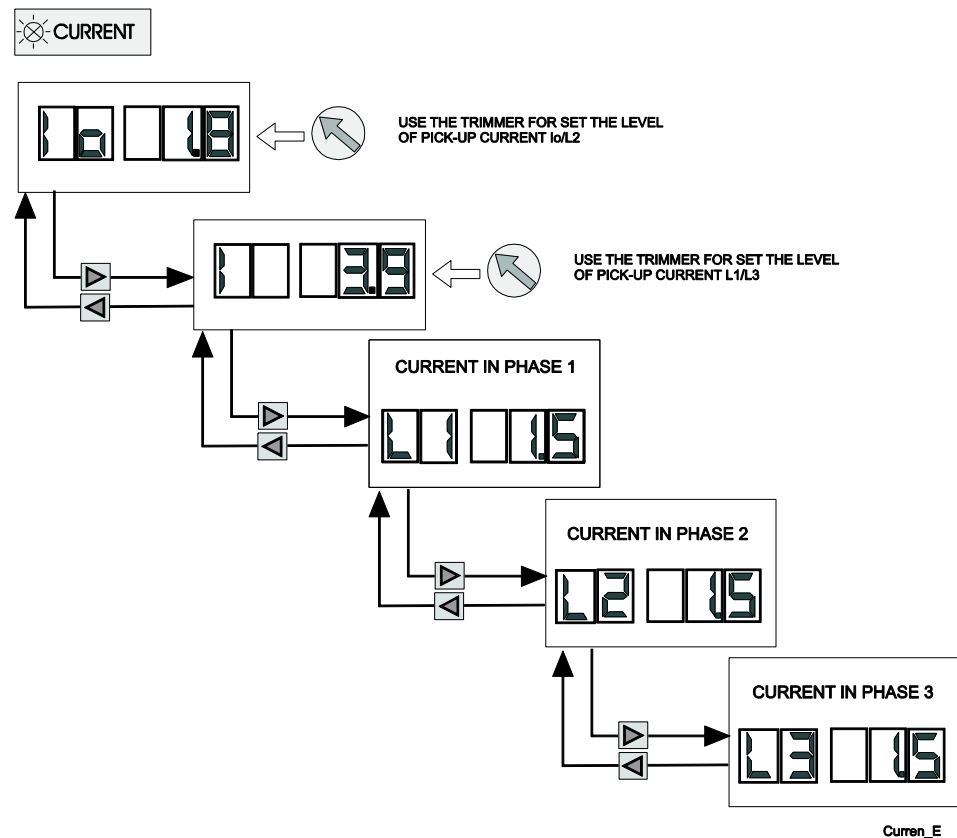 CURRENT
Io 1.8
USE THE TRIMMER FOR SET THE LEVEL
OF PICK-UP CURRENT Io/L2
I 3.9
USE THE TRIMMER FOR SET THE LEVEL
OF PICK-UP CURRENT L1/L3
CURRENT IN PHASE 1
L1 1.5
CURRENT IN PHASE 2
L2 1.5
CURRENT IN PHASE 3
L3 1.5
Curren_E